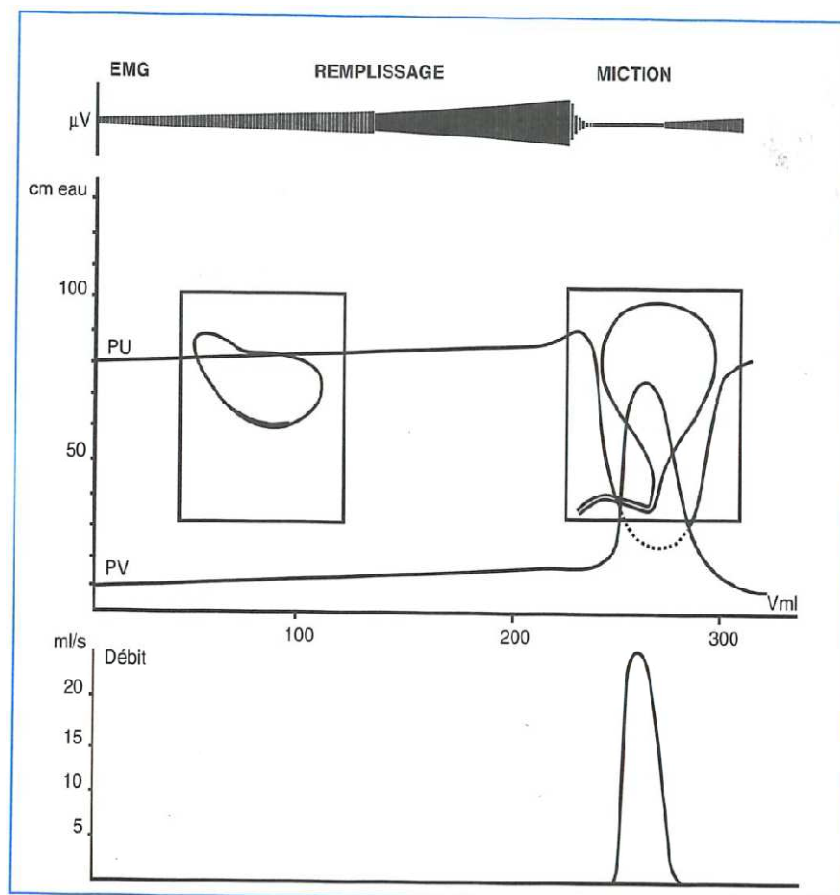 EMG REMPLISSAGE MICTION
µV
cm eau
100
PU
50
PV
Vml
100 200 300
ml/s
Débit
20
15
10
5